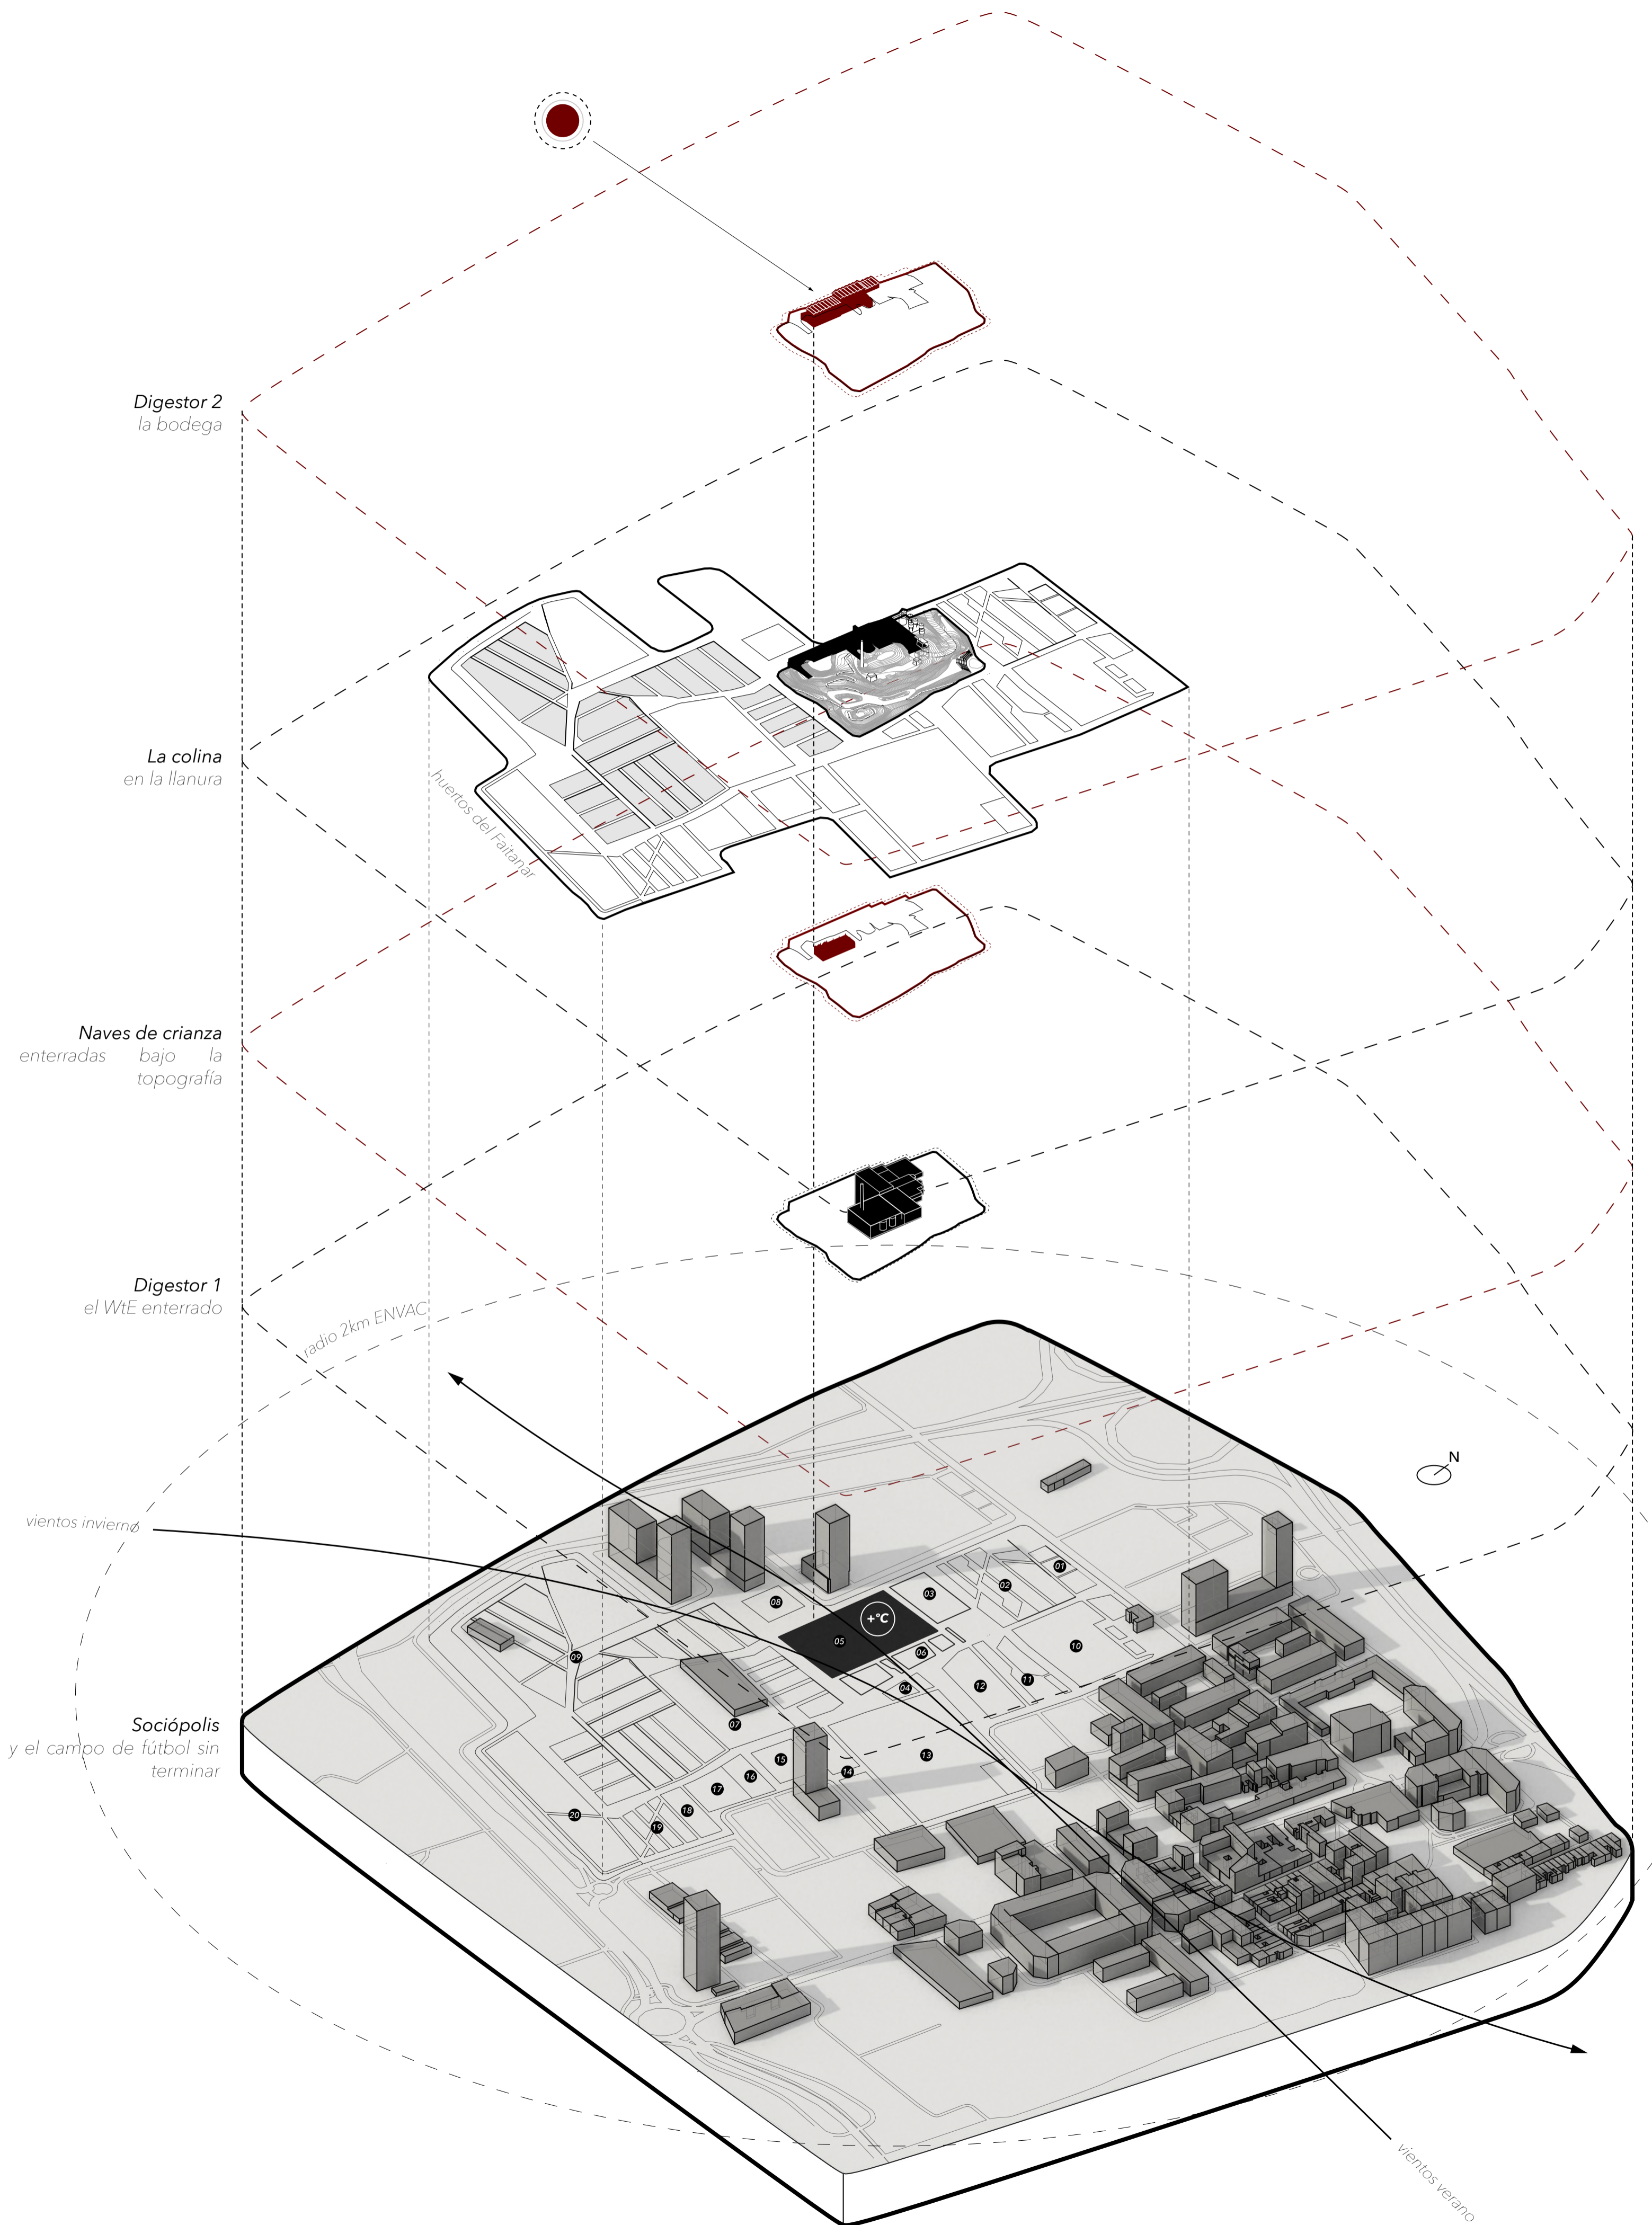 Digestor 2
la bodega
La colina
en la llanura
huertos del Faitanar
Naves de crianza
enterradas bajo la
topografía
Digestor 1
el WtE enterrado
radio 2km ENVAC
N
vientos invierno
01
02
03
08
+°C
05
06
10
09
11
12
04
07
Sociópolis
y el campo de fútbol sin
terminar
13
15
14
16
17
18
20
19
vientos verano